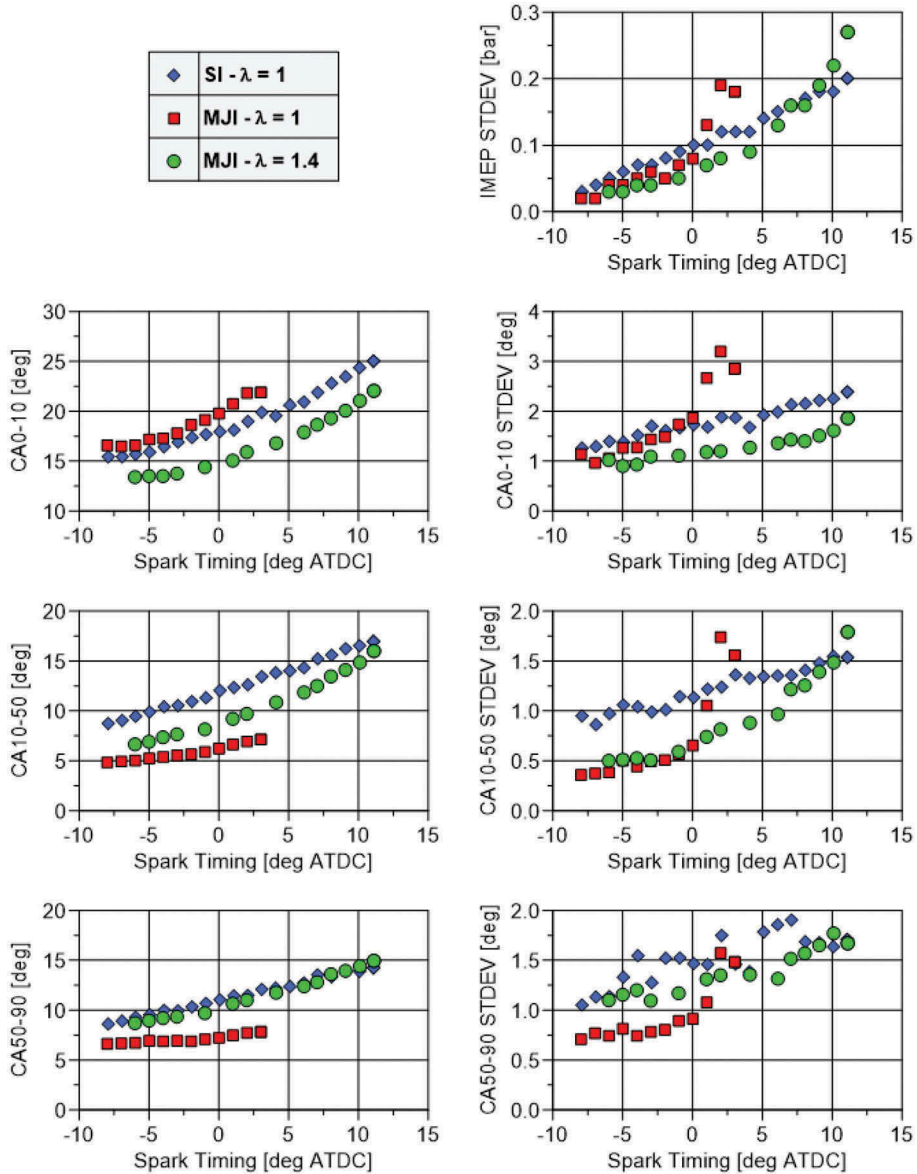 SI - λ = 1
MJI - λ = 1
MJI - λ = 1.4
IMEP STDEV [bar]
0.3
0.2
0.1
0.0
-10 -5 0 5 10 15
Spark Timing [deg ATDC]
CA0-10 [deg]
30
25
20
15
10
-10 -5 0 5 10 15
Spark Timing [deg ATDC]
CA0-10 STDEV [deg]
4
3
2
1
0
-10 -5 0 5 10 15
Spark Timing [deg ATDC]
CA10-50 [deg]
20
15
10
5
0
-10 -5 0 5 10 15
Spark Timing [deg ATDC]
CA10-50 STDEV [deg]
2.0
1.5
1.0
0.5
0.0
-10 -5 0 5 10 15
Spark Timing [deg ATDC]
CA50-90 [deg]
20
15
10
5
0
-10 -5 0 5 10 15
Spark Timing [deg ATDC]
CA50-90 STDEV [deg]
2.0
1.5
1.0
0.5
0.0
-10 -5 0 5 10 15
Spark Timing [deg ATDC]